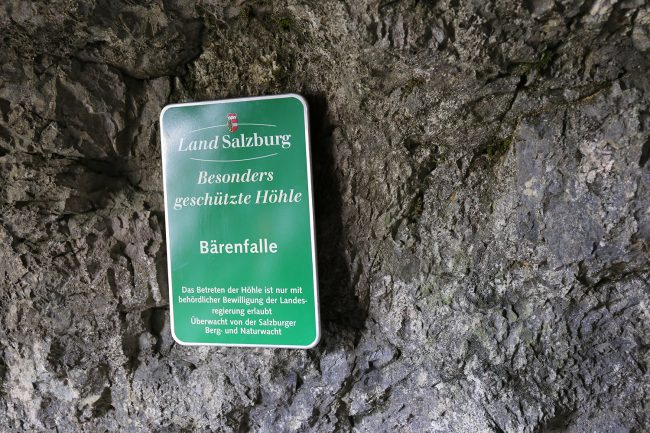 Land Salzburg
Besonders
geschützte Höhle
Bärenfalle
Das Betreten der Höhle ist nur mit
behördlicher Bewilligung der Landes-
regierung erlaubt
Überwacht von der Salzburger
Berg- und Naturwacht